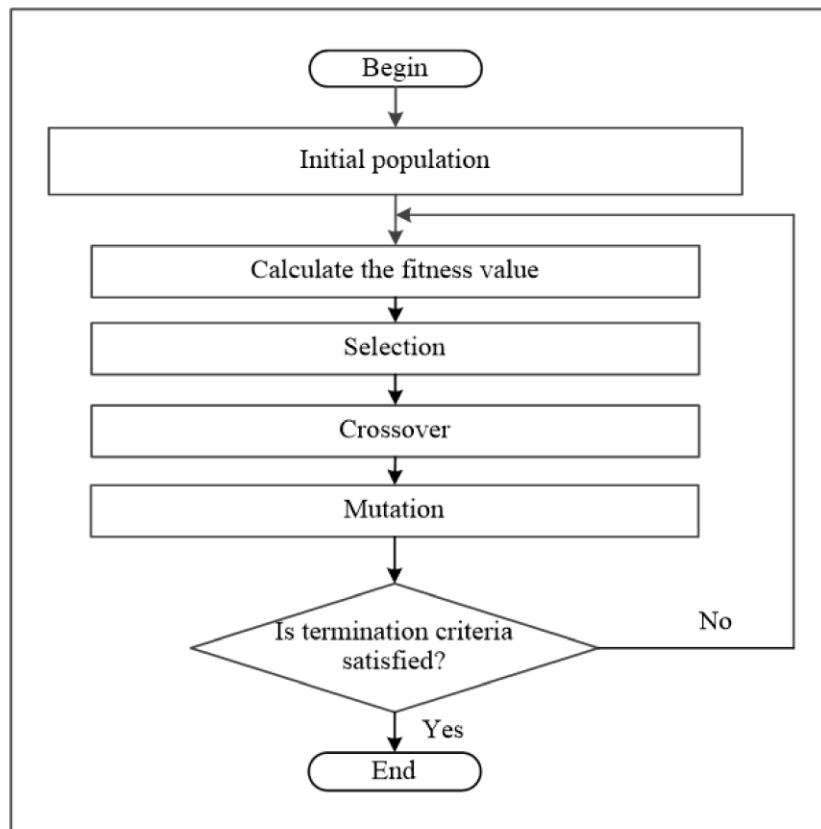 Begin
Initial population
Calculate the fitness value
Selection
Crossover
Mutation
Is termination criteria
satisfied?
No
Yes
End